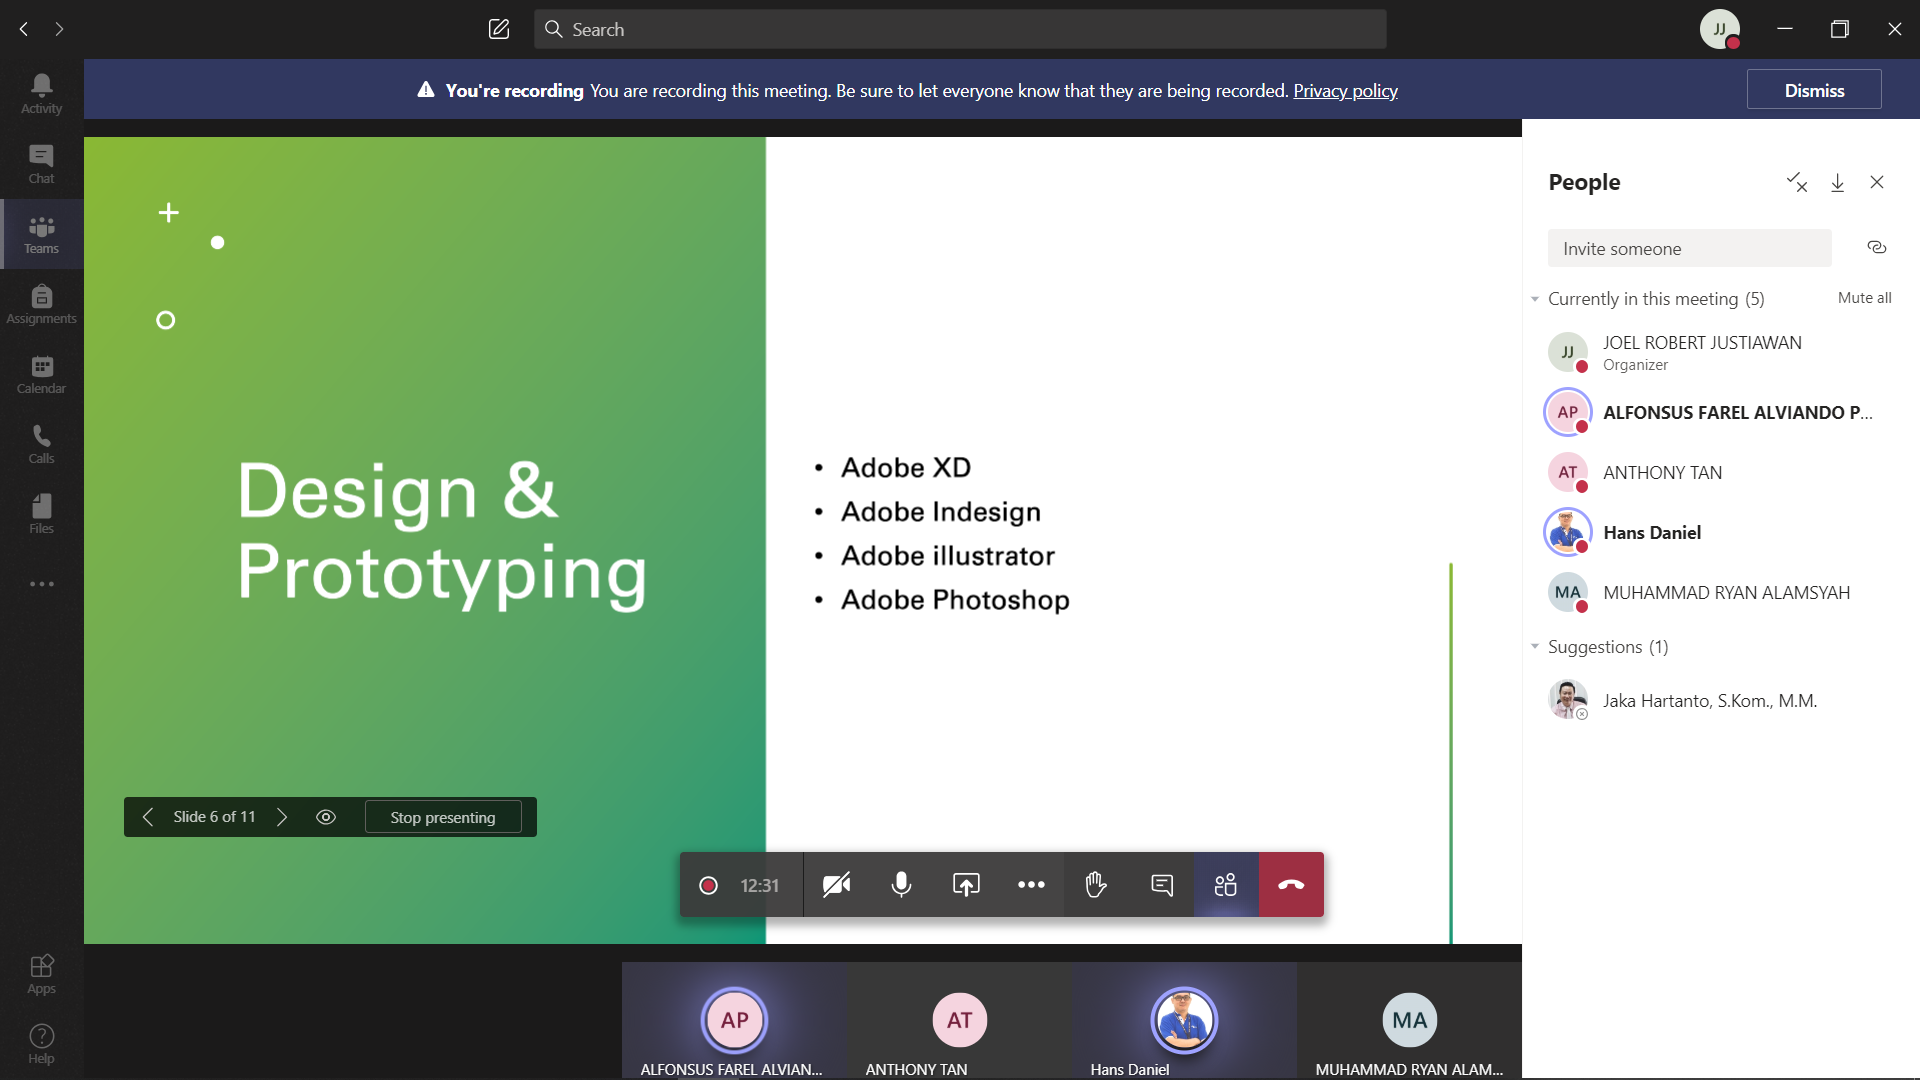 Search
JJ
You're recording You are recording this meeting. Be sure to let everyone know that they are being recorded. Privacy policy
Dismiss
Activity
Chat
Teams
Assignments
Calendar
Calls
Files
Apps
Help
Design &
Prototyping
• Adobe XD
• Adobe Indesign
• Adobe illustrator
• Adobe Photoshop
Slide 6 of 11
Stop presenting
12:31
People
Invite someone
Currently in this meeting (5)
Mute all
JJ
JOEL ROBERT JUSTIAWAN
Organizer
AP
ALFONSUS FAREL ALVIANDO P...
AT
ANTHONY TAN
Hans Daniel
MA
MUHAMMAD RYAN ALAMSYAH
Suggestions (1)
Jaka Hartanto, S.Kom., M.M.
AP
ALFONSUS FAREL ALVIAN...
AT
ANTHONY TAN
Hans Daniel
MA
MUHAMMAD RYAN ALAM...